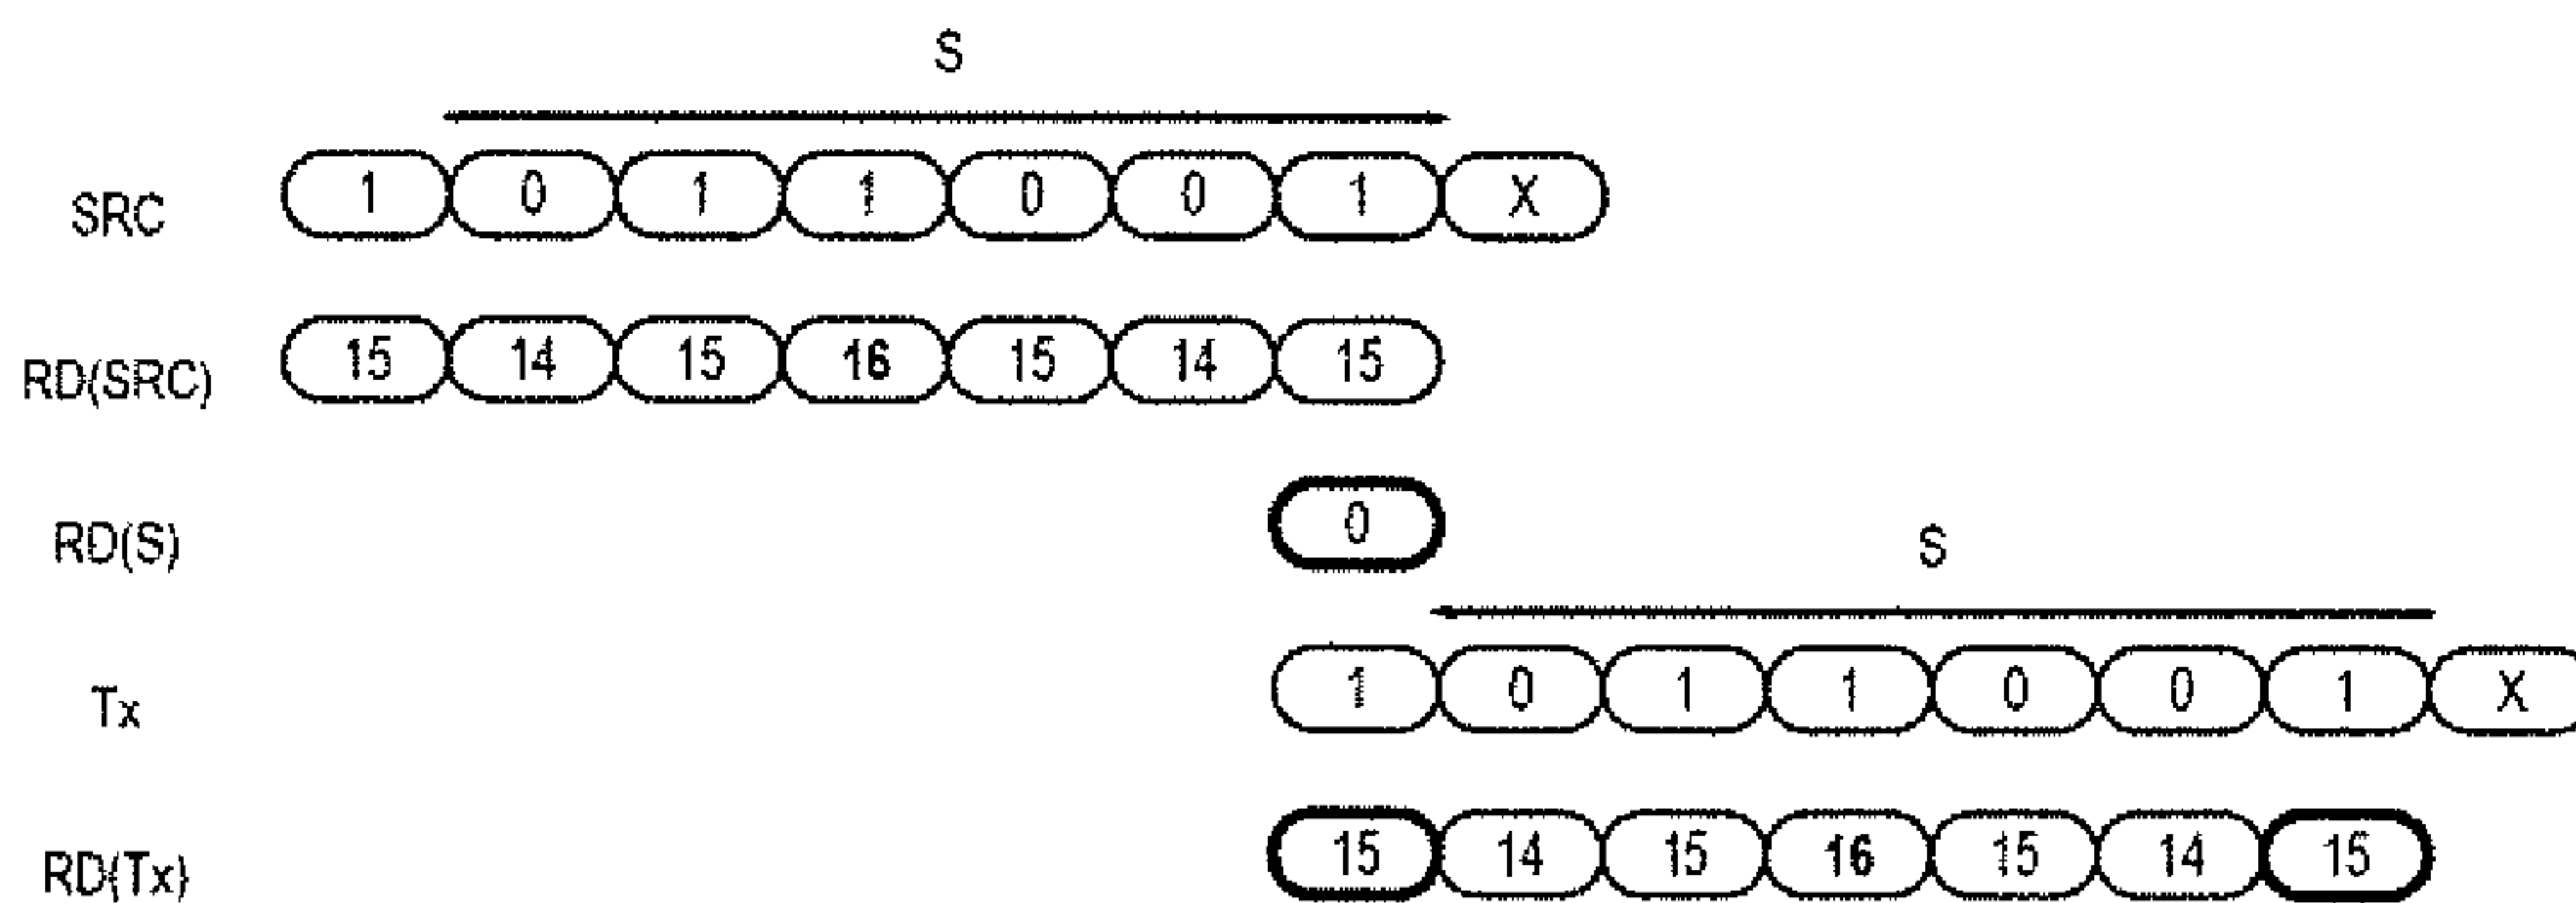 S
SRC 1 0 1 1 0 0 1 X
RD(SRC) 15 14 15 16 15 14 15
RD(S) 0
S
Tx 1 0 1 1 0 0 1 X
RD(Tx) 15 14 15 16 15 14 15